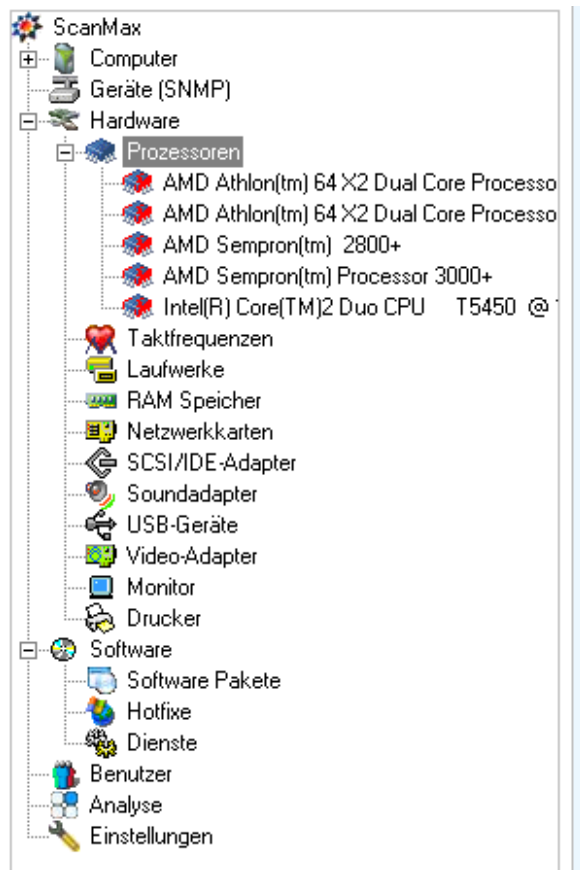 ScanMax
Computer
Geräte (SNMP)
Hardware
Prozessoren
AMD Athlon(tm) 64 X2 Dual Core Processo
AMD Athlon(tm) 64 X2 Dual Core Processo
AMD Sempron(tm) 2800+
AMD Sempron(tm) Processor 3000+
Intel(R) Core(TM)2 Duo CPU T5450 @
Taktfrequenzen
Laufwerke
RAM Speicher
Netzwerkkarten
SCSI/IDE-Adapter
Soundadapter
USB-Geräte
Video-Adapter
Monitor
Drucker
Software
Software Pakete
Hotfixe
Dienste
Benutzer
Analyse
Einstellungen